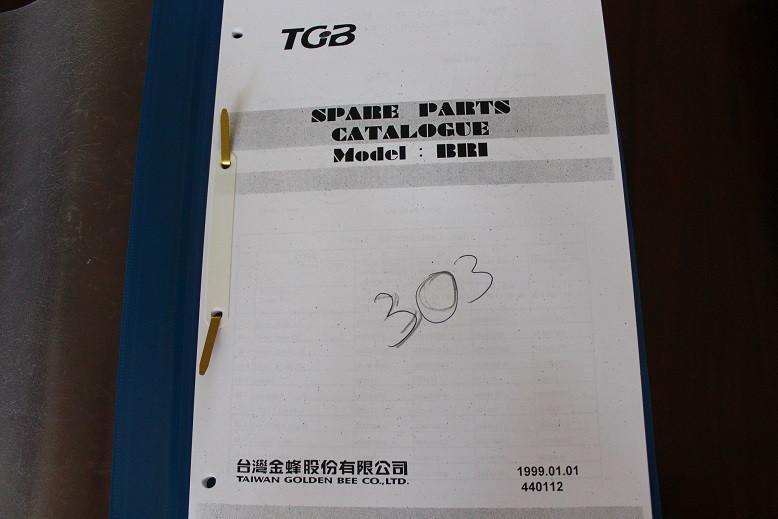 TGB
SPARE PARTS
CATALOGUE
Model : BR1
303
台灣金蜂股份有限公司
TAIWAN GOLDEN BEE CO.,LTD.
1999.01.01
440112